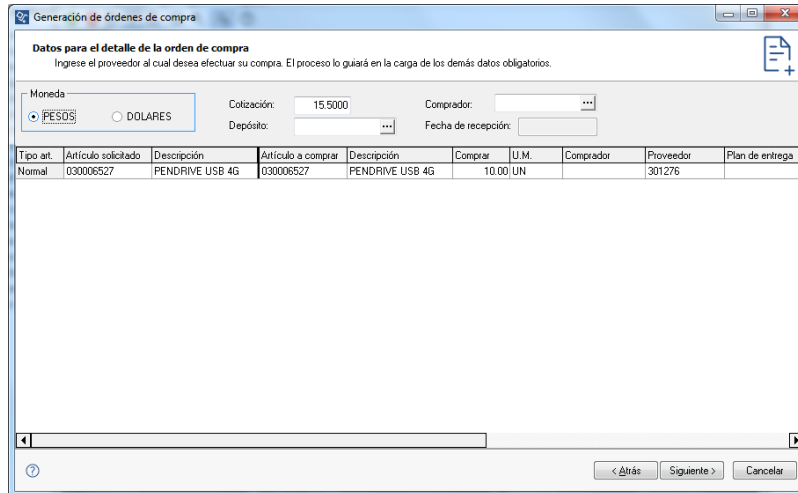 Generación de órdenes de compra
Datos para el detalle de la orden de compra
Ingrese el proveedor al cual desea efectuar su compra. El proceso lo guiará en la carga de los demás datos obligatorios.
Moneda
PESOS DOLARES
Cotización: 15.5000 Comprador: ...
Depósito: ... Fecha de recepción:
Tipo art. Artículo solicitado Descripción Artículo a comprar Descripción Comprar U.M. Comprador Proveedor Plan de entrega
Normal 030006527 PENDRIVE USB 4G 030006527 PENDRIVE USB 4G 10.00 UN 301276
? < Atrás Siguiente > Cancelar